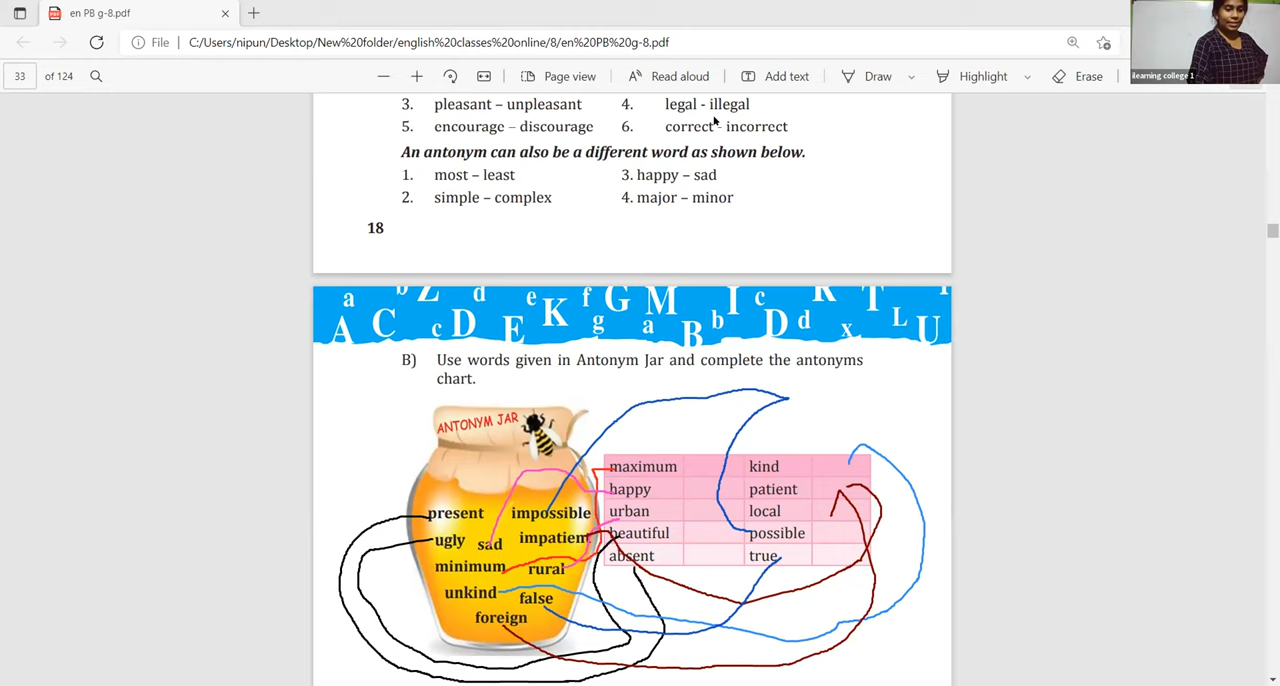 en PB g-8.pdf
File C:/Users/nipun/Desktop/New%20folder/english%20classes%20online/8/en%20PB%20g-8.pdf
33 of 124 Page view Read aloud Add text Draw Highlight Erase
ilearning college 1
3. pleasant – unpleasant 4. legal - illegal
5. encourage – discourage 6. correct - incorrect
An antonym can also be a different word as shown below.
1. most – least 3. happy – sad
2. simple – complex 4. major – minor
18
a b Z d e K f g G M a B b I c D d R x T L U
A C c D E
B) Use words given in Antonym Jar and complete the antonyms
chart.
ANTONYM JAR
present impossible
ugly sad impatient
minimum rural
unkind false
foreign
maximum kind
happy patient
urban local
beautiful possible
absent true